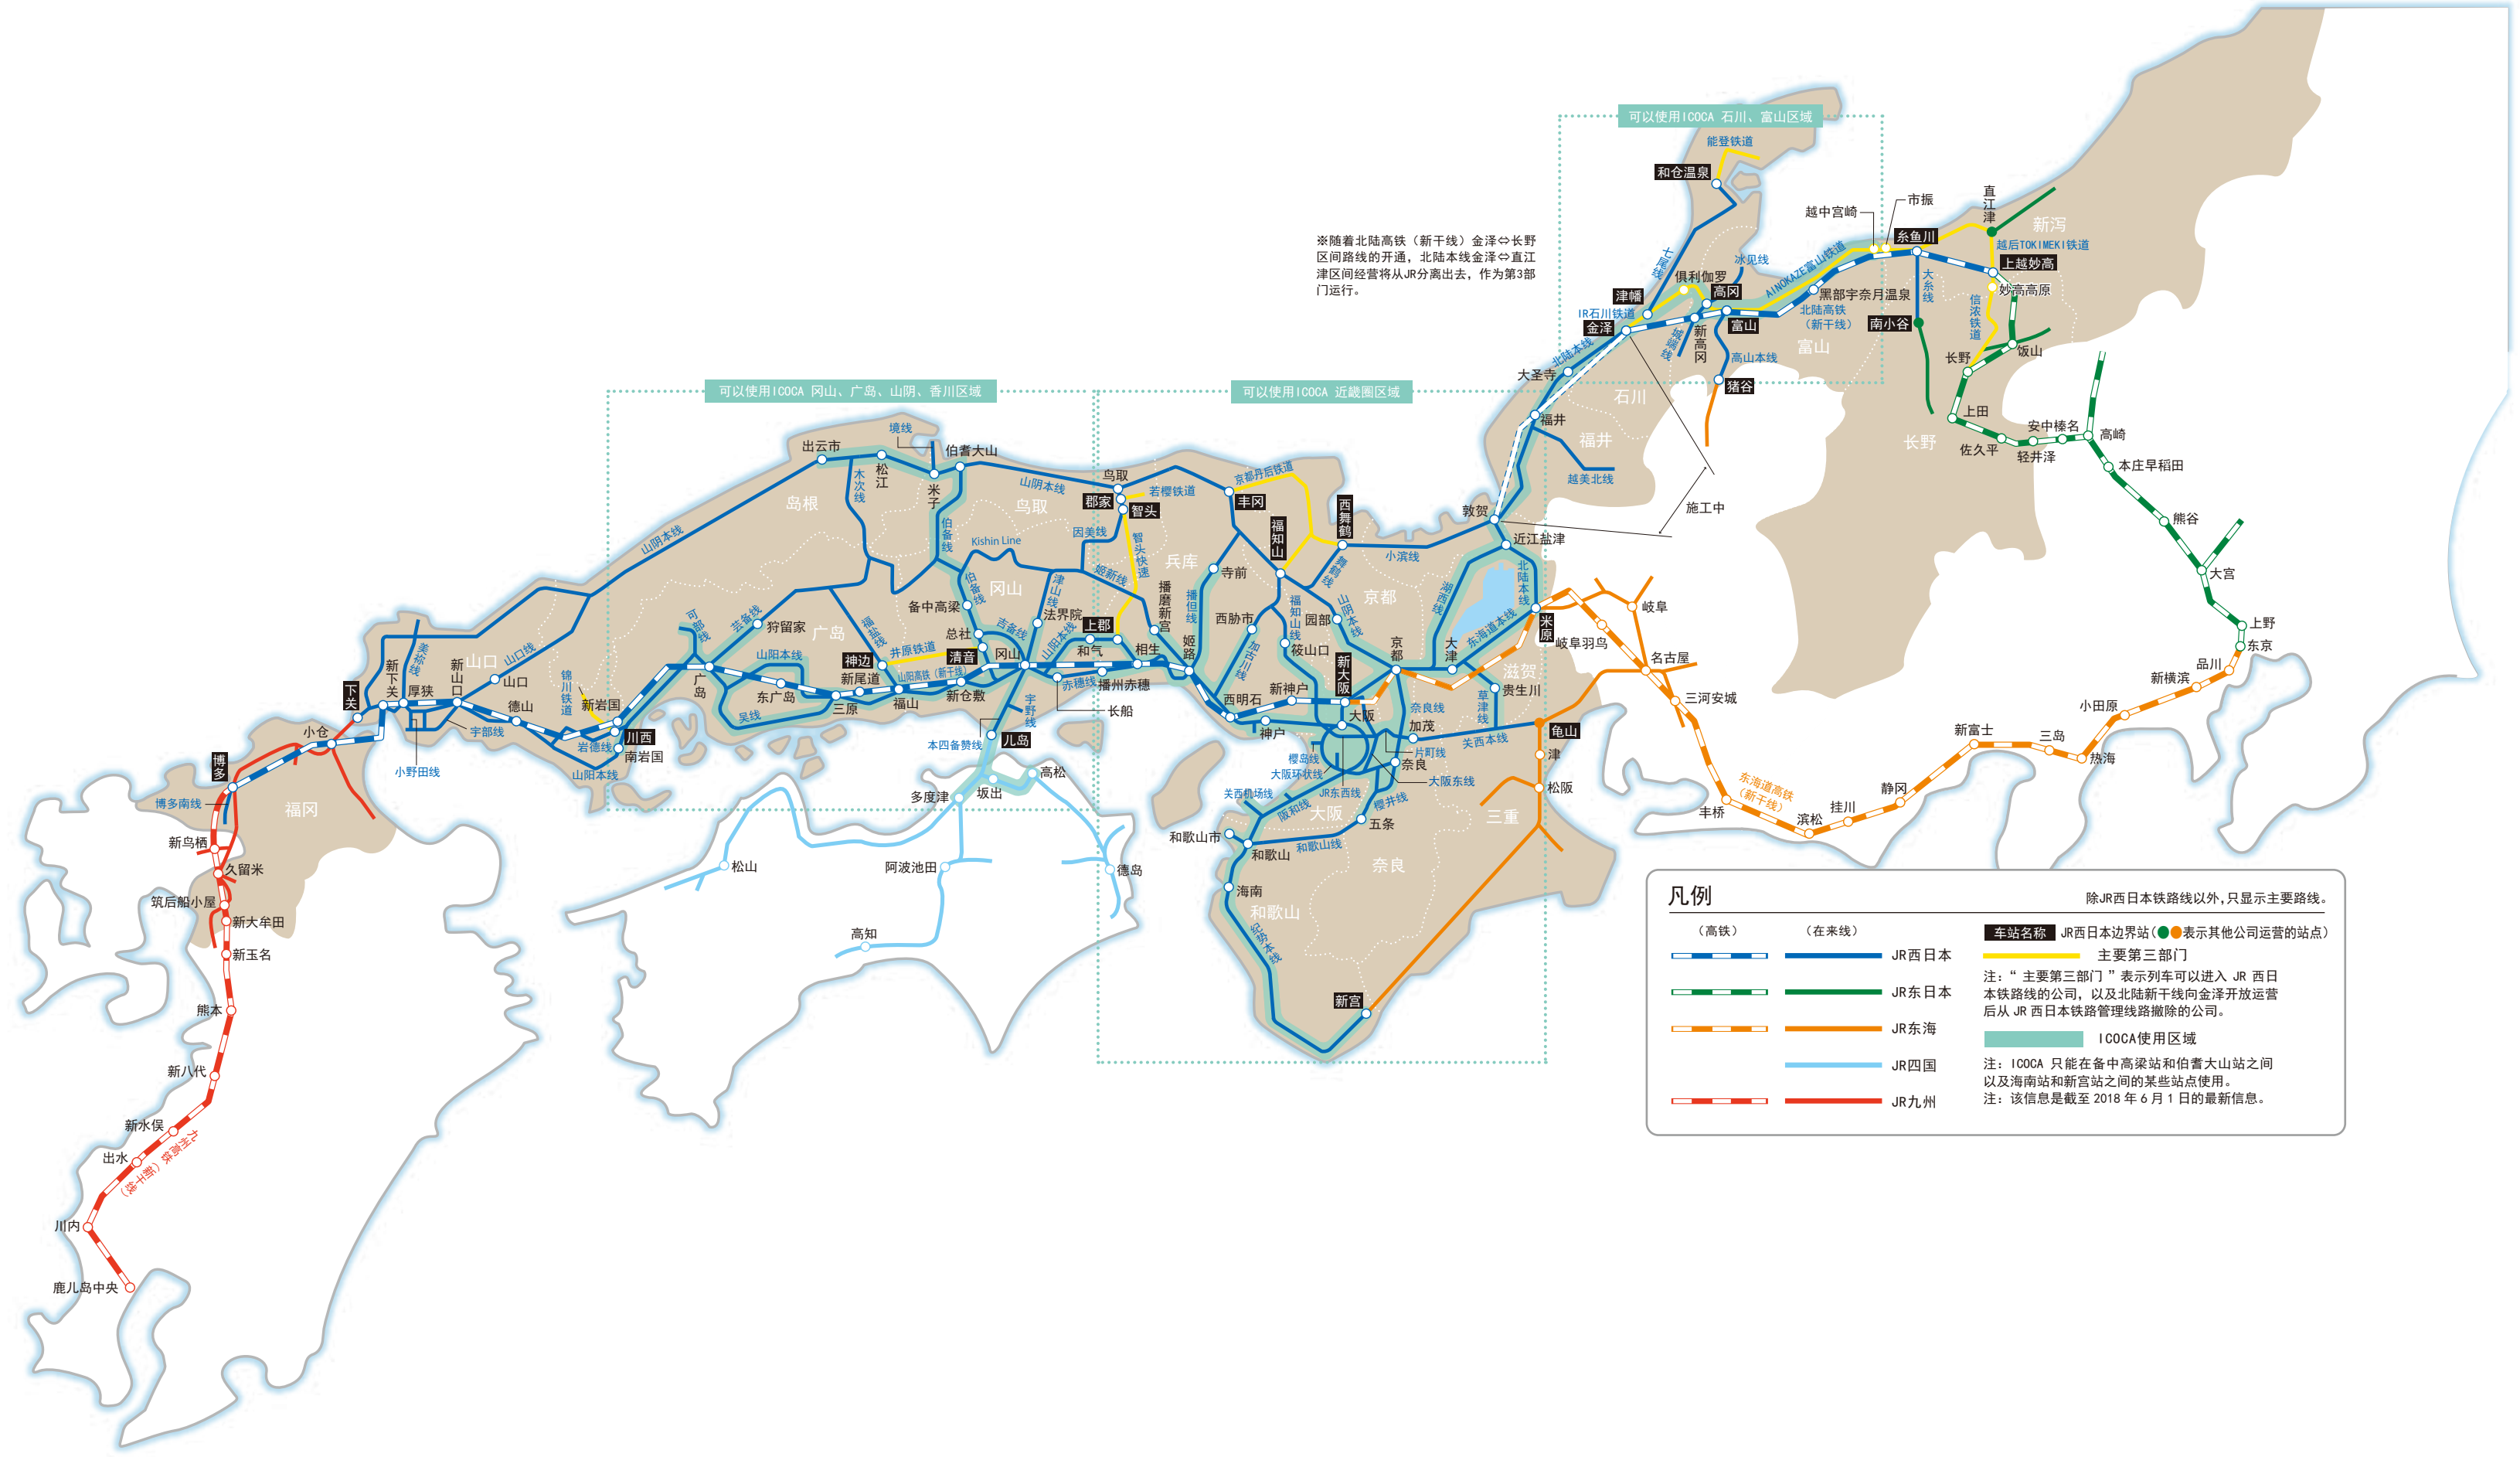 可以使用ICOCA 石川、富山区域
能登铁道
和仓温泉
七尾线
※随着北陆高铁（新干线）金泽⇔长野
区间路线的开通，北陆本线金泽⇔直江
津区间经营将从JR分离出去，作为第3部
门运行。
越中宫崎
市振
直江津
新泻
糸鱼川
越后TOKIMEKI铁道
上越妙高
妙高高原
AINOKAZE富山铁道
冰见线
俱利伽罗
高冈
津幡
IR石川铁道
金泽
黑部宇奈月温泉
北陆高铁
（新干线）
大糸线
南小谷
信浓铁道
富山
新高冈
城端线
高山本线
富山
猪谷
长野
饭山
北陆本线
大圣寺
石川
福井
福井
越美北线
施工中
敦贺
上田
佐久平
轻井泽
安中榛名
高崎
长野
本庄早稻田
熊谷
大宫
上野
东京
品川
新横滨
小田原
热海
三岛
新富士
静冈
挂川
滨松
丰桥
三河安城
名古屋
岐阜羽鸟
岐阜
东海道高铁
（新干线）
可以使用ICOCA 冈山、广岛、山阴、香川区域
可以使用ICOCA 近畿圈区域
出云市
松江
境线
米子
伯耆大山
木次线
岛根
山阴本线
山阴本线
鸟取
鸟取
郡家
智头
若樱铁道
因美线
智头快速
伯备线
Kishin Line
冈山
津山线
姬新线
伯备线
备中高梁
总社
清音
吉备线
法界院
山阳本线
上郡
和气
相生
冈山
播磨新宫
姬路
播但线
寺前
兵库
丰冈
京都丹后铁道
福知山
西舞鹤
舞鹤线
小滨线
近江盐津
北陆本线
湖西线
东海道本线
米原
京都
山阴本线
园部
福知山线
西胁市
加古川线
筱山口
京都
大津
滋贺
贵生川
草津线
新大阪
大阪
新神户
西明石
神户
奈良线
加茂
关西本线
龟山
津
松阪
三重
片町线
奈良
大阪东线
樱岛线
大阪环状线
JR东西线
关西机场线
阪和线
大阪
樱井线
五条
和歌山市
和歌山
和歌山线
奈良
海南
和歌山
纪势本线
新宫
可部线
芸备线
狩留家
广岛
福盐线
井原铁道
神边
山阳本线
新尾道
山阳高铁（新干线）
广岛
东广岛
三原
福山
新仓敷
吴线
宇野线
赤穗线
播州赤穗
长船
本四备赞线
儿岛
坂出
高松
多度津
松山
阿波池田
德岛
高知
山口
山口线
美祢线
新下关
厚狭
新山口
山口
下关
德山
宇部线
锦川铁道
新岩国
川西
岩德线
南岩国
山阳本线
小野田线
小仓
博多
博多南线
福冈
新鸟栖
久留米
筑后船小屋
新大牟田
新玉名
熊本
新八代
新水俣
出水
九州高铁（新干线）
川内
鹿儿岛中央
凡例
除JR西日本铁路线以外，只显示主要路线。
（高铁）
（在来线）
JR西日本
JR东日本
JR东海
JR四国
JR九州
车站名称 JR西日本边界站（表示其他公司运营的站点）
主要第三部门
注：“ 主要第三部门 ” 表示列车可以进入 JR 西日
本铁路线的公司，以及北陆新干线向金泽开放运营
后从 JR 西日本铁路管理线路撤除的公司。
ICOCA使用区域
注：ICOCA 只能在备中高梁站和伯耆大山站之间
以及海南站和新宫站之间的某些站点使用。
注：该信息是截至 2018 年 6 月 1 日的最新信息。